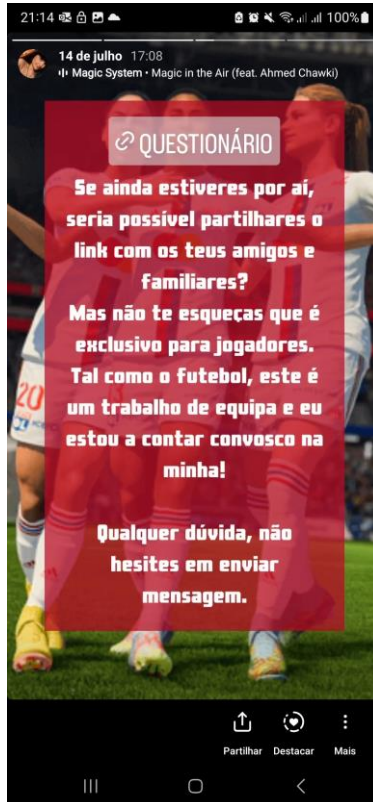 21:14 100%
14 de julho 17:08
Magic System • Magic in the Air (feat. Ahmed Chawki)
QUESTIONÁRIO
Se ainda estiveres por aí,
seria possível partilhares o
link com os teus amigos e
familiares?
Mas não te esqueças que é
exclusivo para jogadores.
Tal como o futebol, este é
um trabalho de equipa e eu
estou a contar convosco na
minha!
Qualquer dúvida, não
hesites em enviar
mensagem.
20
Partilhar Destacar Mais